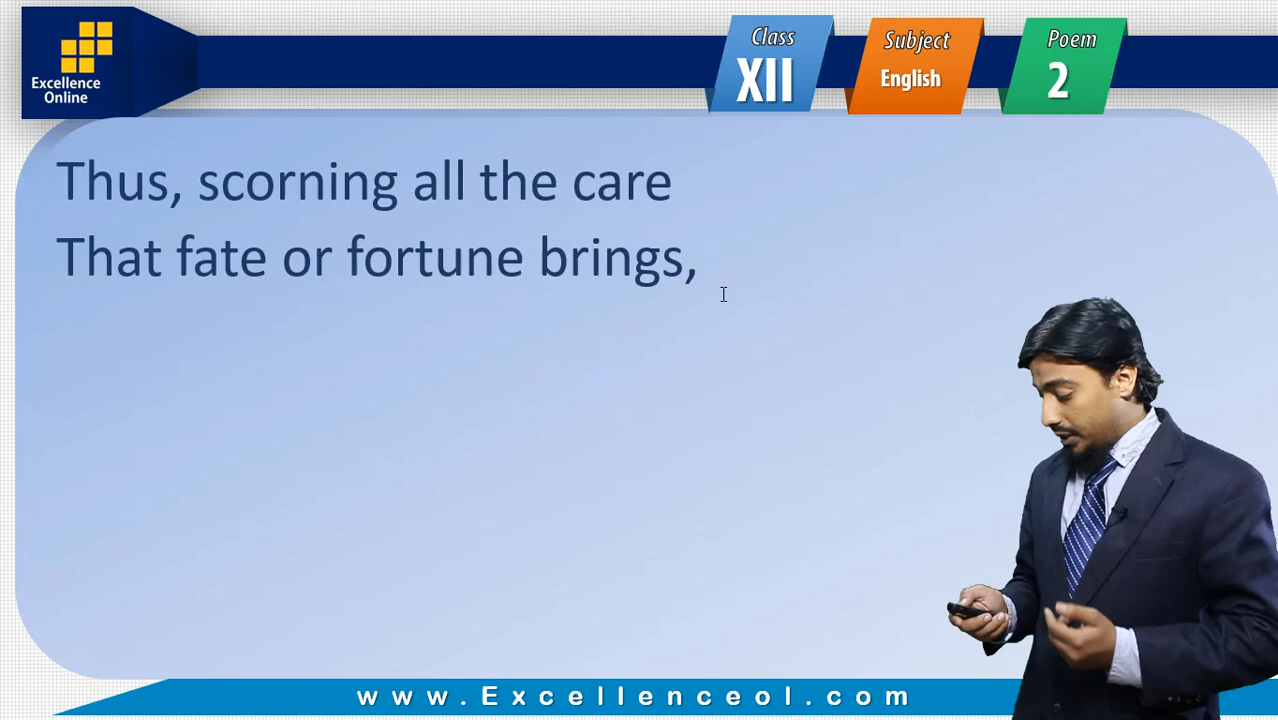 Excellence
Online
Class
XII
Subject
English
Poem
2
Thus, scorning all the care
That fate or fortune brings,
www.Excellenceol.com